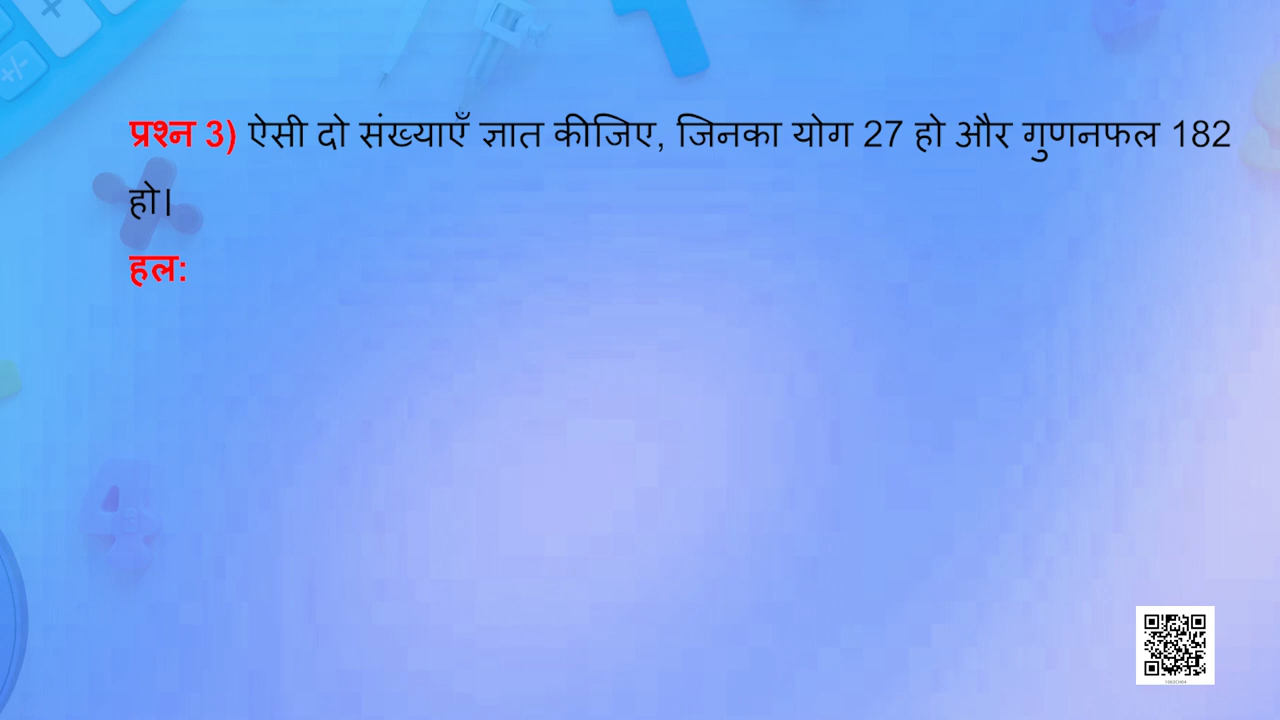 प्रश्न 3) ऐसी दो संख्याएँ ज्ञात कीजिए, जिनका योग 27 हो और गुणनफल 182
हो।
हल: